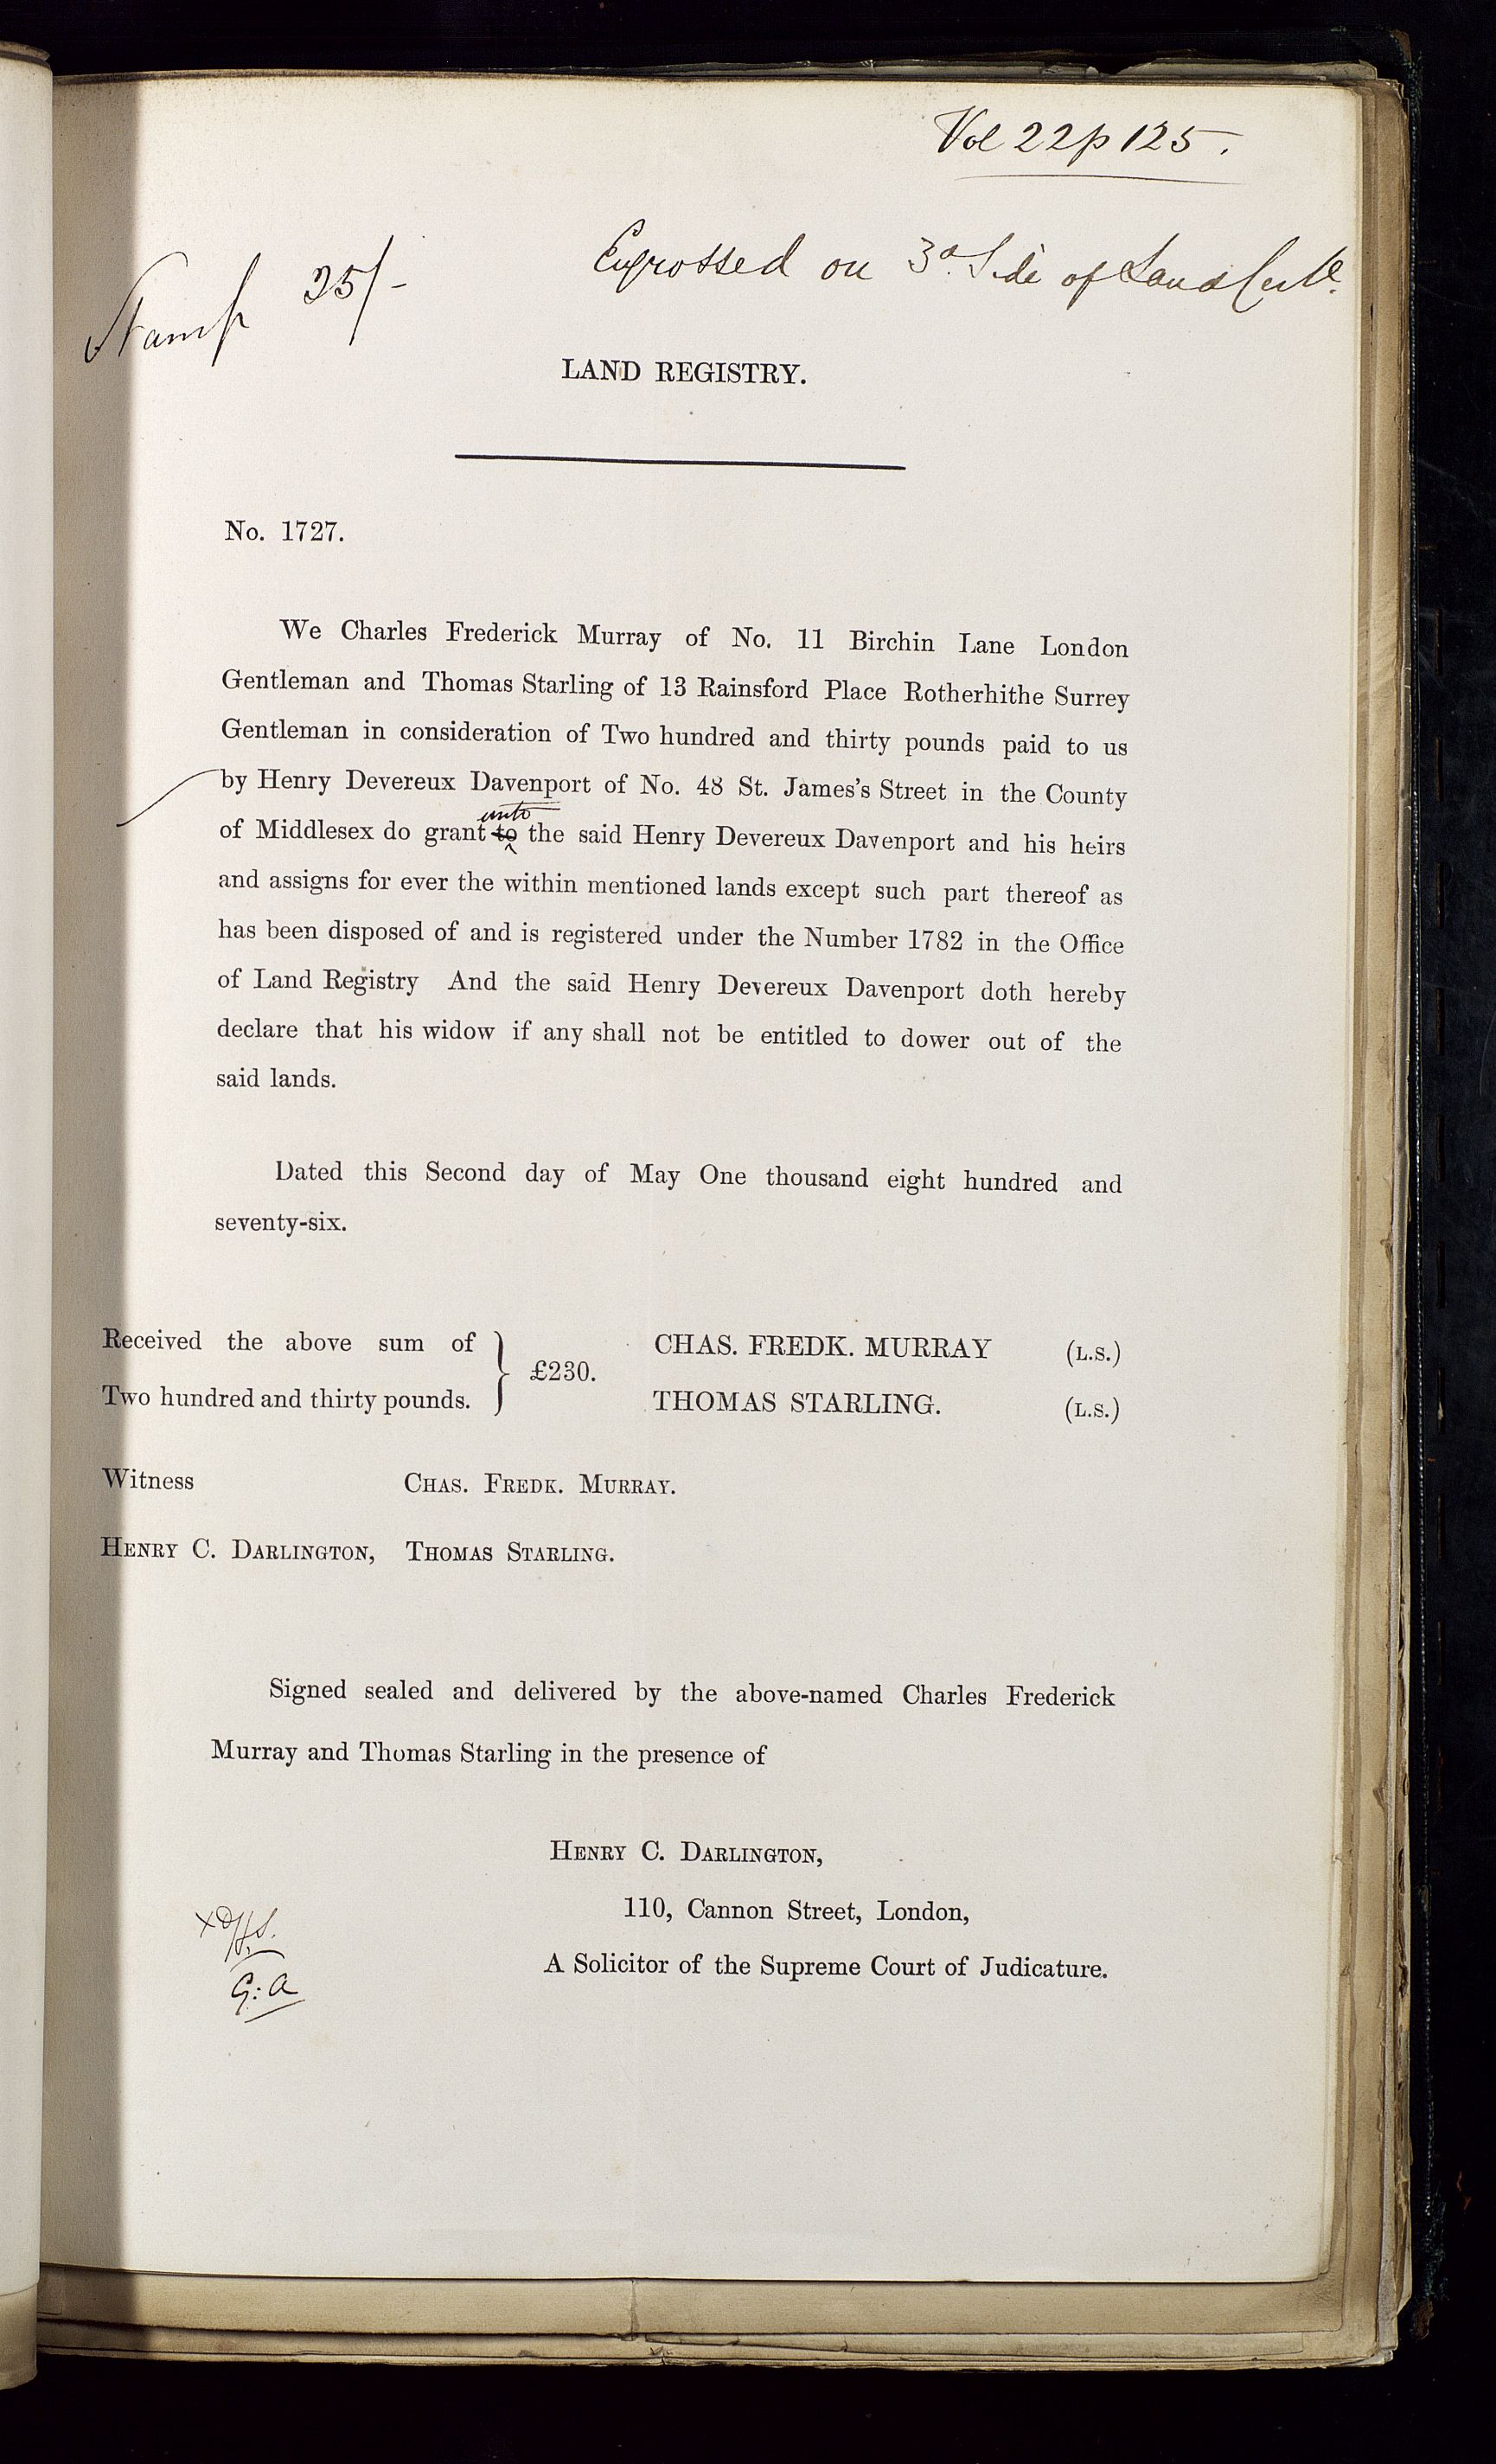 Vol 22 p 125.
Engrossed on 3d. Side of Land Certe.
Stamp 25/-
LAND REGISTRY.
No. 1727.
We Charles Frederick Murray of No. 11 Birchin Lane London
Gentleman and Thomas Starling of 13 Rainsford Place Rotherhithe Surrey
Gentleman in consideration of Two hundred and thirty pounds paid to us
by Henry Devereux Davenport of No. 48 St. James's Street in the County
unto
of Middlesex do grant to the said Henry Devereux Davenport and his heirs
and assigns for ever the within mentioned lands except such part thereof as
has been disposed of and is registered under the Number 1782 in the Office
of Land Registry And the said Henry Devereux Davenport doth hereby
declare that his widow if any shall not be entitled to dower out of the
said lands.
Dated this Second day of May One thousand eight hundred and
seventy-six.
Received the above sum of } £230. CHAS. FREDK. MURRAY (L.S.)
Two hundred and thirty pounds. THOMAS STARLING. (L.S.)
Witness CHAS. FREDK. MURRAY.
HENRY C. DARLINGTON, THOMAS STARLING.
Signed sealed and delivered by the above-named Charles Frederick
Murray and Thomas Starling in the presence of
HENRY C. DARLINGTON,
110, Cannon Street, London,
A Solicitor of the Supreme Court of Judicature.
G: A